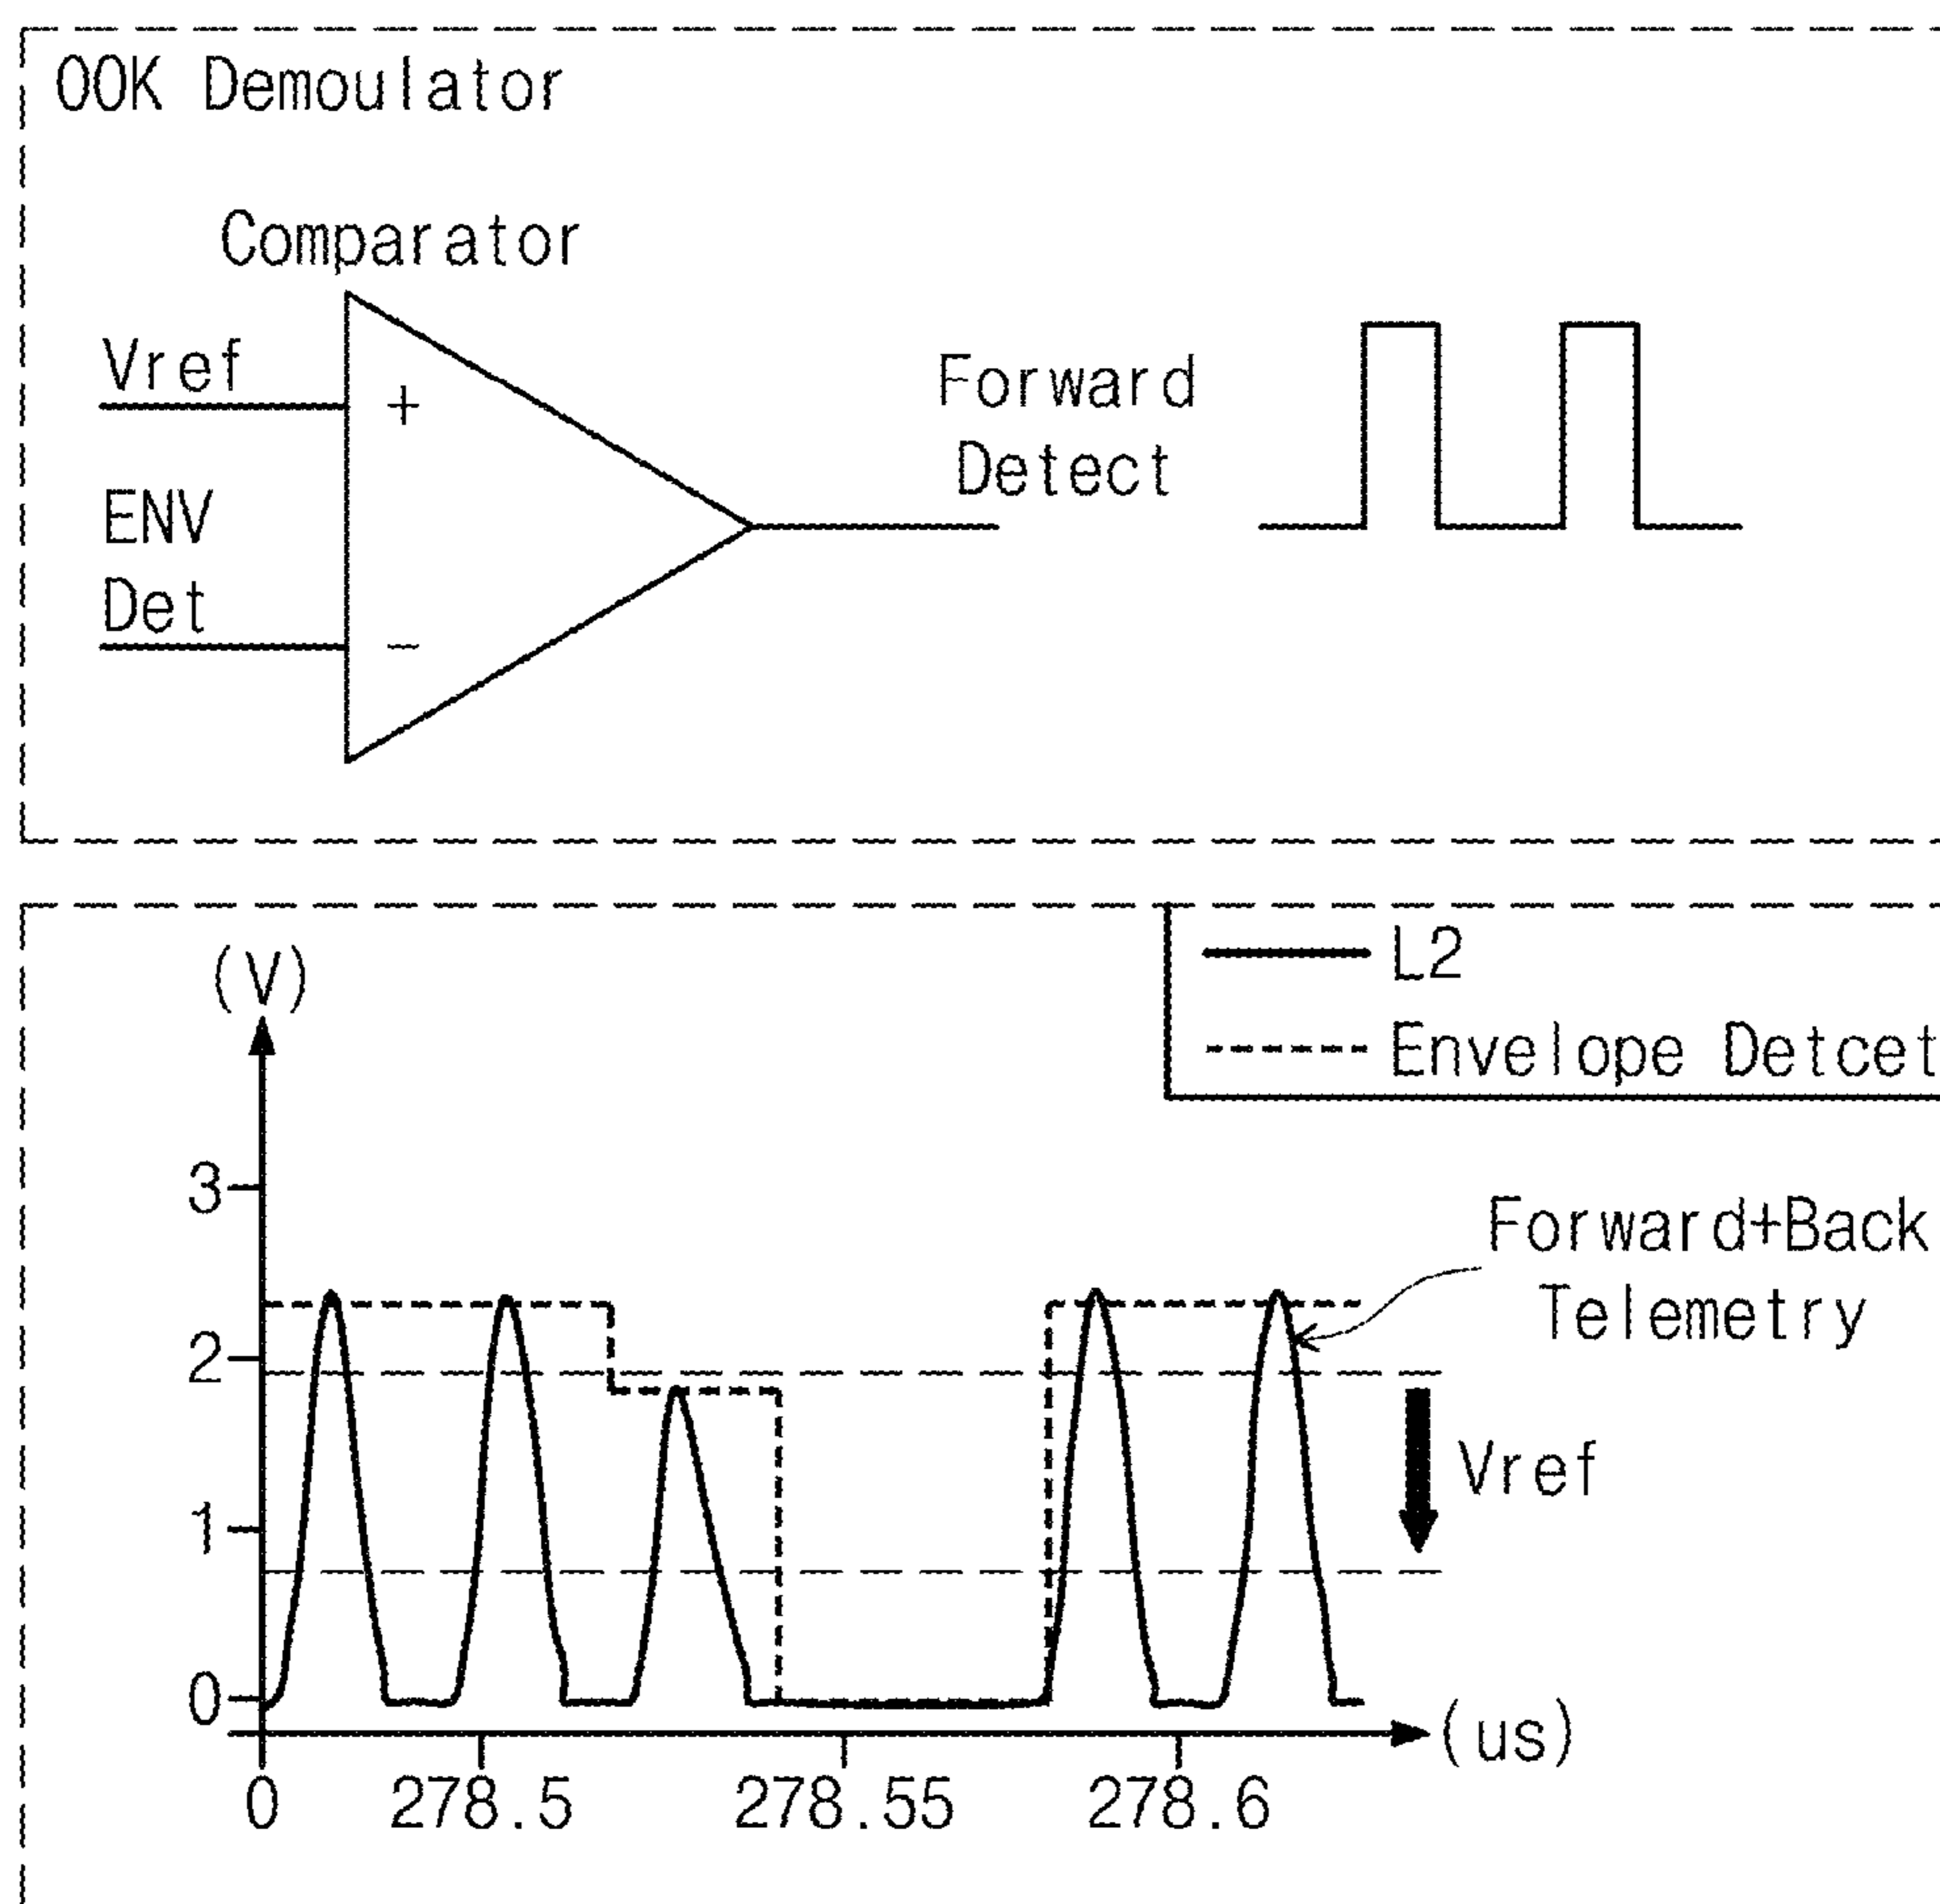 OOK Demoulator
Comparator
Vref
+
ENV
Det
-
Forward
Detect
L2
Envelope Detcet
(V)
3
2
1
0
Forward+Back
Telemetry
Vref
(us)
0
278.5
278.55
278.6